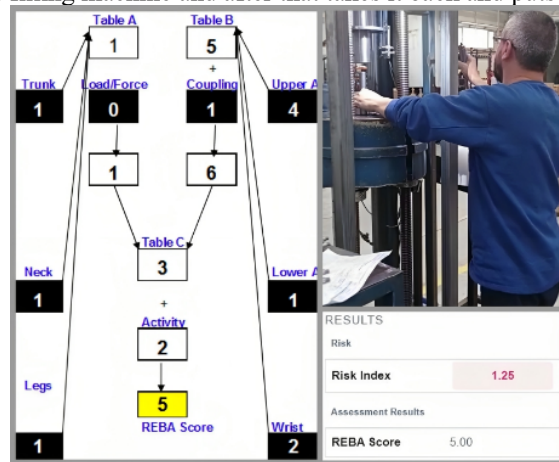 Table A Table B
1 5
+
Trunk Load/Force Coupling Upper A
1 0 1 4
1 6
Table C
3
Neck Lower A
1 + 1
Activity
2
Legs
5
REBA Score Wrist
1 2
RESULTS
Risk
Risk Index 1.25
Assessment Results
REBA Score 5.00